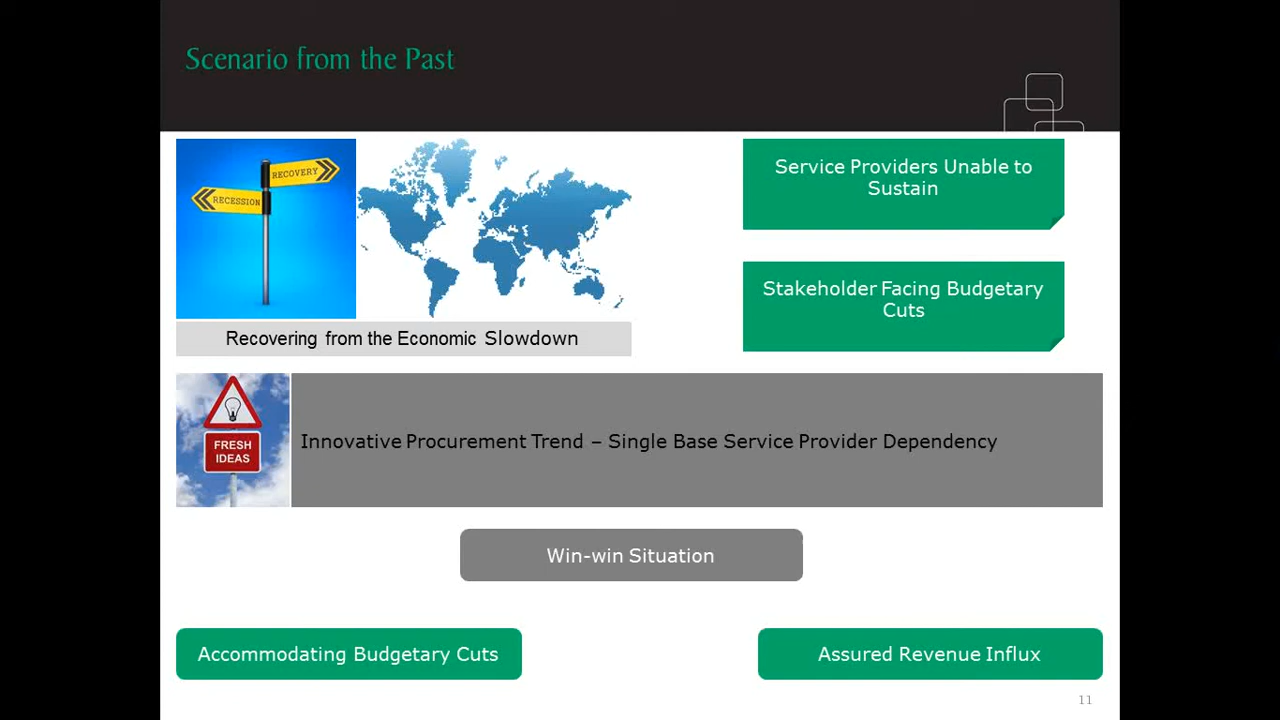 Scenario from the Past
RECOVERY
RECESSION
Recovering from the Economic Slowdown
Service Providers Unable to
Sustain
Stakeholder Facing Budgetary
Cuts
FRESH
IDEAS
Innovative Procurement Trend – Single Base Service Provider Dependency
Win-win Situation
Accommodating Budgetary Cuts
Assured Revenue Influx
11